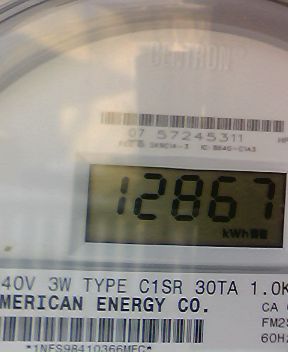 CENTRON
07 57245311
12867
kWh
40V 3W TYPE C1SR 30TA 1.0K
MERICAN ENERGY CO.
CA
FM2S
60HZ
*1NFS98410366MFC*